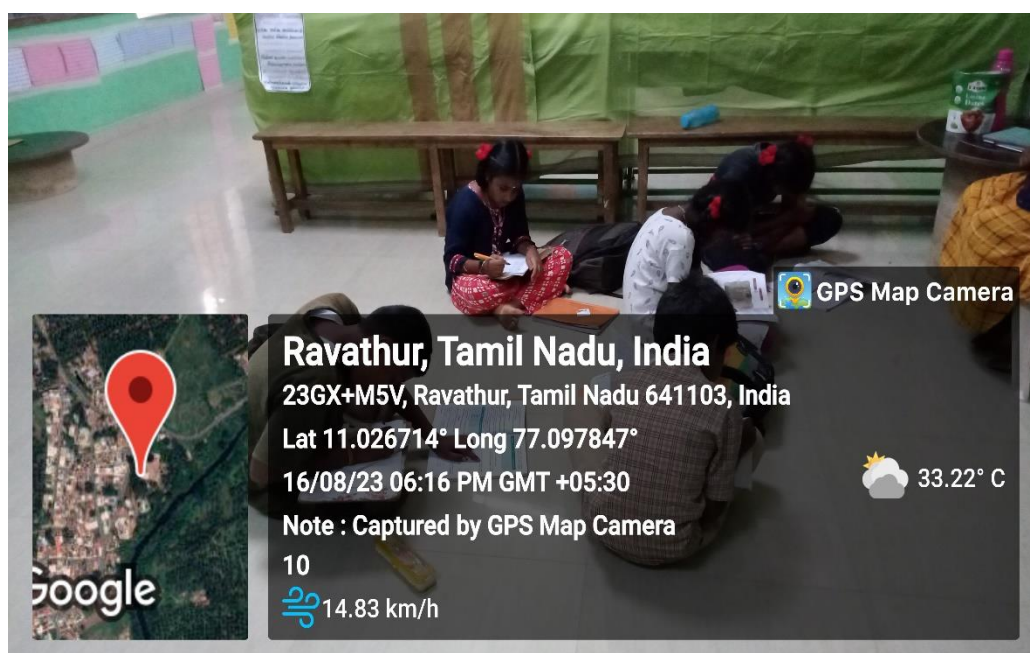 GPS Map Camera
Ravathur, Tamil Nadu, India
23GX+M5V, Ravathur, Tamil Nadu 641103, India
Lat 11.026714° Long 77.097847°
16/08/23 06:16 PM GMT +05:30
33.22° C
Note : Captured by GPS Map Camera
10
14.83 km/h
Google